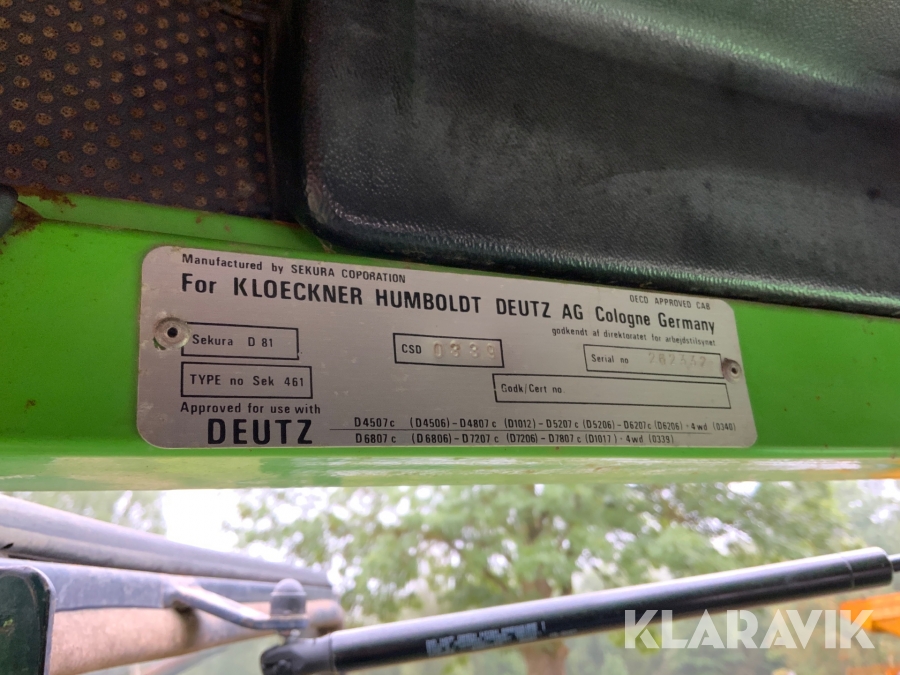 Manufactured by SEKURA COPORATION
OECD APPROVED CAB
For KLOECKNER HUMBOLDT DEUTZ AG Cologne Germany
godkendt af direktoratet for arbejdstilsynet
Sekura D 81
CSD 0339
Serial no
TYPE no Sek 461
Godk/Cert no
Approved for use with
DEUTZ
D4507c (D4506)-D4807c (D1012)-D5207c (D5206)-D6207c (D6206)·4wd (0340)
D6807c (D6806)-D7207c (D7206)-D7807c (D1017)·4wd (0339)
KLARAVIK